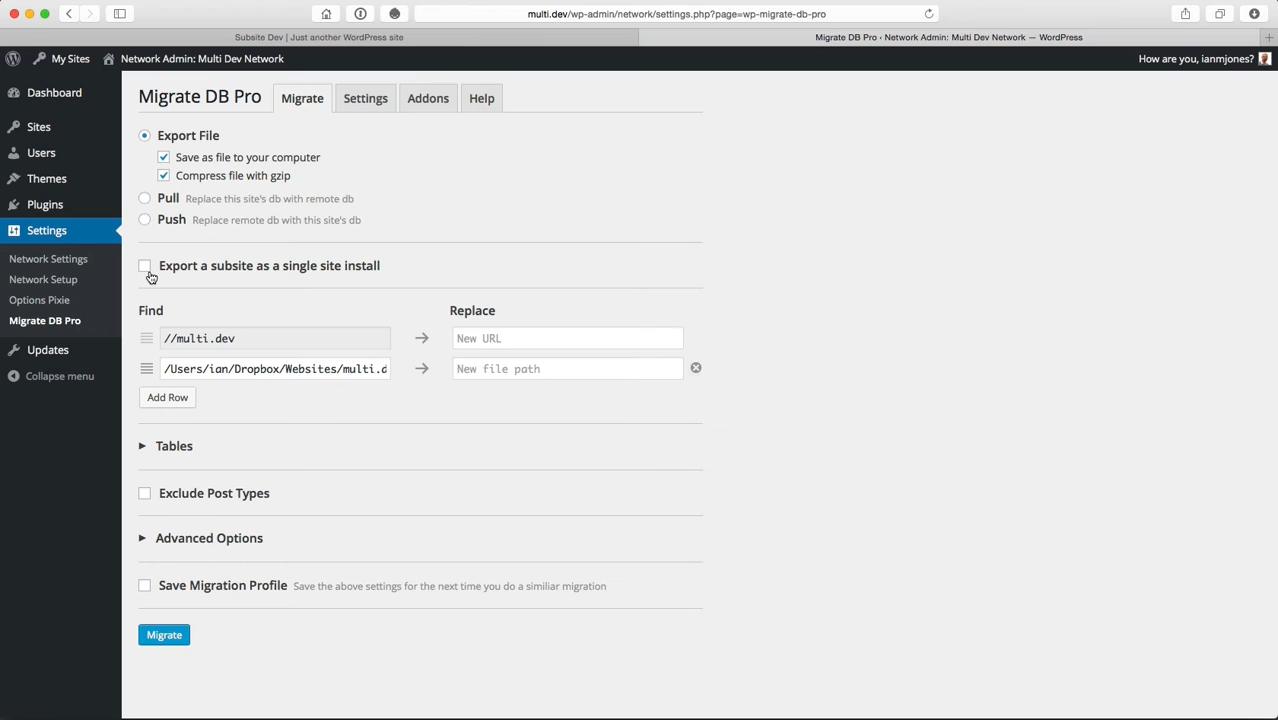 multi.dev/wp-admin/network/settings.php?page=wp-migrate-db-pro
Subsite Dev | Just another WordPress site
Migrate DB Pro ‹ Network Admin: Multi Dev Network — WordPress
My Sites
Network Admin: Multi Dev Network
How are you, ianmjones?
Dashboard
Sites
Users
Themes
Plugins
Settings
Network Settings
Network Setup
Options Pixie
Migrate DB Pro
Updates
Collapse menu
Migrate DB Pro
Migrate
Settings
Addons
Help
Export File
Save as file to your computer
Compress file with gzip
Pull Replace this site's db with remote db
Push Replace remote db with this site's db
Export a subsite as a single site install
Find
Replace
//multi.dev
New URL
/Users/ian/Dropbox/Websites/multi.d
New file path
Add Row
Tables
Exclude Post Types
Advanced Options
Save Migration Profile Save the above settings for the next time you do a similiar migration
Migrate